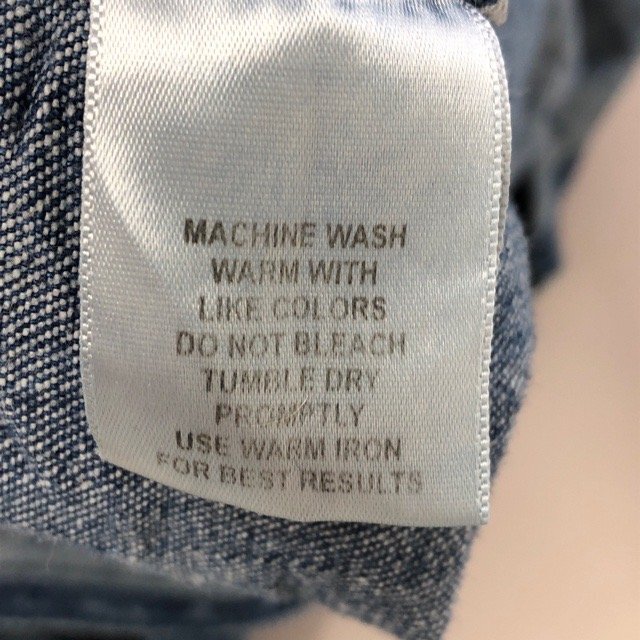 MACHINE WASH
WARM WITH
LIKE COLORS
DO NOT BLEACH
TUMBLE DRY
PROMPTLY
USE WARM IRON
FOR BEST RESULTS